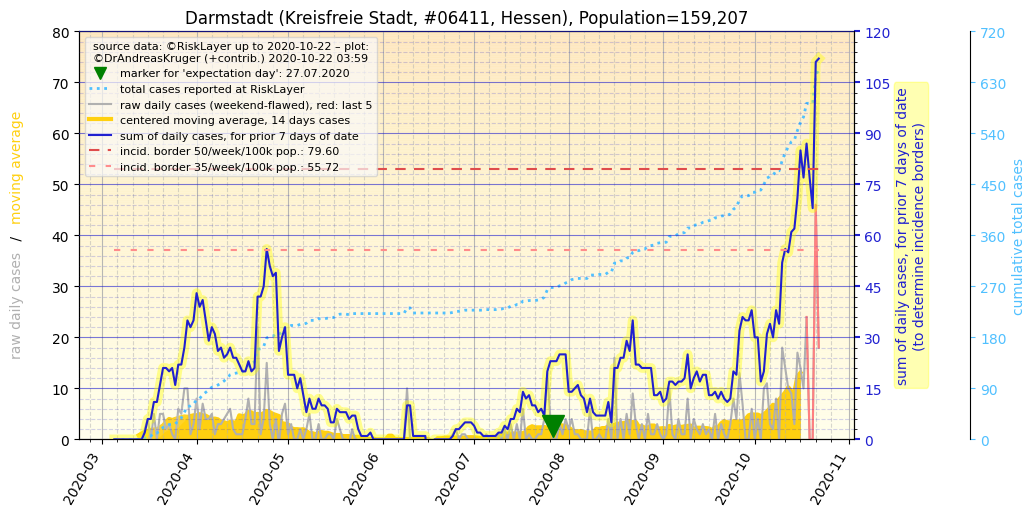 Darmstadt (Kreisfreie Stadt, #06411, Hessen), Population=159,207
source data: ©RiskLayer up to 2020-10-22 – plot:
©DrAndreasKruger (+contrib.) 2020-10-22 03:59
marker for 'expectation day': 27.07.2020
total cases reported at RiskLayer
raw daily cases (weekend-flawed), red: last 5
centered moving average, 14 days cases
sum of daily cases, for prior 7 days of date
incid. border 50/week/100k pop.: 79.60
incid. border 35/week/100k pop.: 55.72
raw daily cases / moving average
80
70
60
50
40
30
20
10
0
2020-03
2020-04
2020-05
2020-06
2020-07
2020-08
2020-09
2020-10
2020-11
120
105
90
75
60
45
30
15
0
sum of daily cases, for prior 7 days of date
(to determine incidence borders)
720
630
540
450
360
270
180
90
0
cumulative total cases